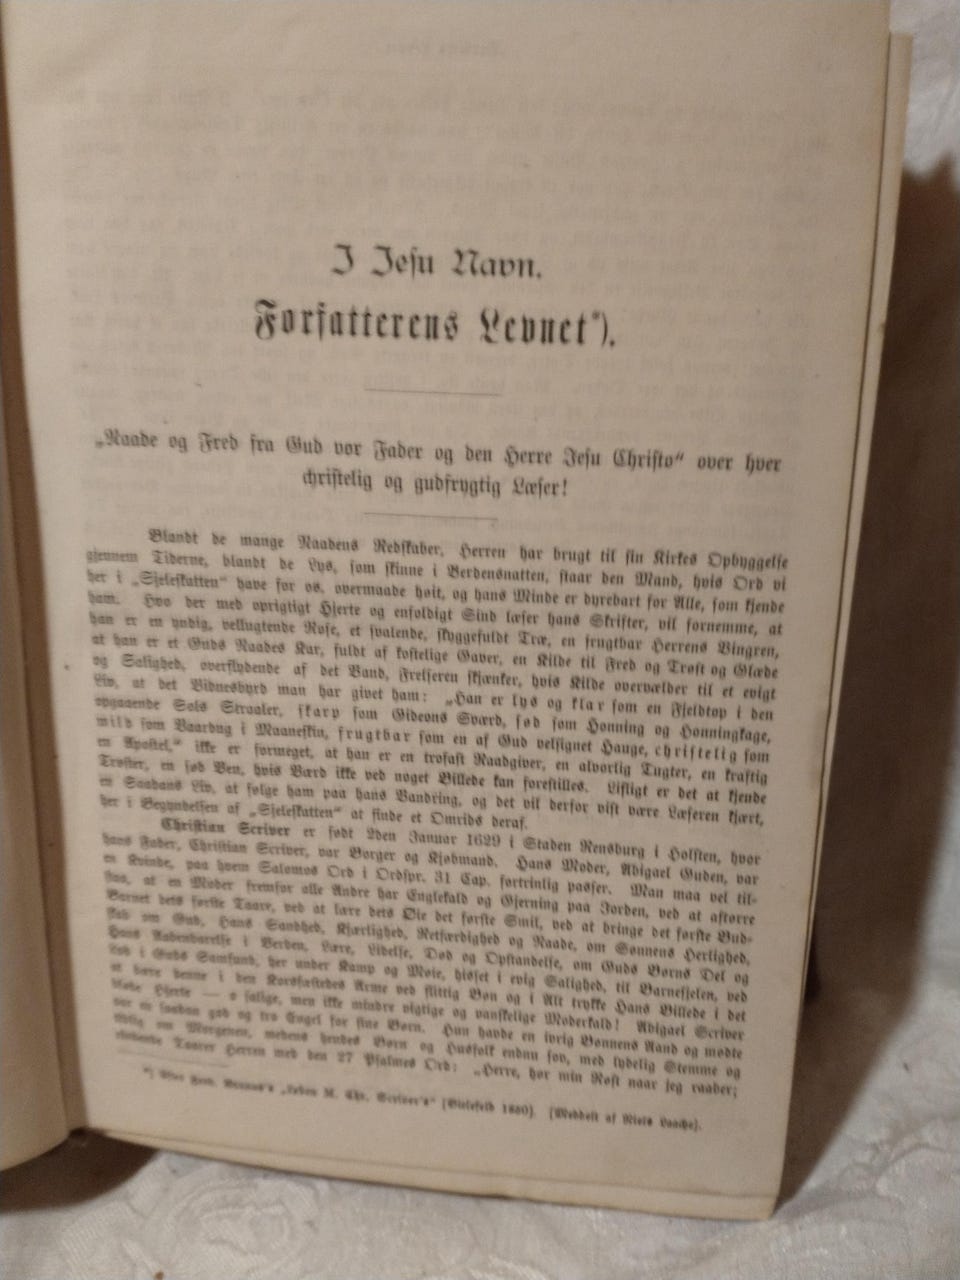 I Jesu Navn.
Forfatterens Levnet*).
„Naade og Fred fra Gud vor Fader og den Herre Jesu Christo“ over hver
christelig og gudfrygtig Læser!
Blandt de mange Naadens Redskaber, Herren har brugt til sin Kirkes Opbyggelse
gjennem Tiderne, blandt de Lys, som skinne i Verdensnatten, staar den Mand, hvis Ord vi
her i „Sjeleskatten“ have for os, overmaade høit, og hans Minde er dyrebart for Alle, som kjende
ham. Hvo der med oprigtigt Hjerte og enfoldigt Sind læser hans Skrifter, vil fornemme, at
han er en yndig, vellugtende Rose, et svalende, skyggefuldt Træ, en frugtbar Herrens Vingren,
at han er et Guds Naades Kar, fuldt af kostelige Gaver, en Kilde til Fred og Trøst og Glæde
og Salighed, overflydende af det Vand, Frelseren skjænker, hvis Kilde overvælder til et evigt
Liv, at det Vidnesbyrd man har givet ham: „Han er lys og klar som en Fjeldtop i den
opgaaende Sols Straaler, skarp som Gideons Sværd, sød som Honning og Honningkage,
mild som Vaardug i Maaneskin, frugtbar som en af Gud velsignet Hauge, christelig som
en Apostel,“ ikke er formeget, at han er en trofast Raadgiver, en alvorlig Tugter, en kraftig
Trøster, en sød Ven, hvis Værd ikke ved noget Billede kan forestilles. Lifligt er det at kjende
en Saadans Liv, at følge ham paa hans Vandring, og det vil derfor vist være Læseren kjært,
her i Begyndelsen af „Sjeleskatten“ at finde et Omrids deraf.
Christian Scriver er født 2den Januar 1629 i Staden Rensburg i Holsten, hvor
hans Fader, Christian Scriver, var Borger og Kjøbmand. Hans Moder, Abigael Guden, var
en Kvinde, paa hvem Salomos Ord i Ordspr. 31 Cap. fortrinlig passer. Man maa vel til-
staa, at en Moder fremfor alle Andre har Englekald og Gjerning paa Jorden, ved at aftørre
Barnet dets første Taare, ved at lære dets Øie det første Smil, ved at bringe det første Bud-
skab om Gud, Hans Sandhed, Kjærlighed, Retfærdighed og Naade, om Sønnens Herlighed,
Hans Aabenbarelse i Verden, Lære, Lidelse, Død og Opstandelse, om Guds Børns Del og
Lod i Guds Samfund, her under Kamp og Møie, hisset i evig Salighed, til Barnesjelen, ved
at bære denne i den Korsfæstedes Arme ved flittig Bøn og i Alt trykke Hans Billede i det
bløde Hjerte — o salige, men ikke mindre vigtige og vanskelige Moderkald! Abigael Scriver
var en saadan god og tro Engel for sine Børn. Hun havde en ivrig Bønnens Aand og mødte
tidlig om Morgenen, medens hendes Børn og Husfolk endnu sov, med lydelig Stemme og
rindende Taarer Herren med den 27 Psalmes Ord: „Herre, hør min Røst naar jeg raaber;
*) Efter Ferd. „Leben M. Chr. Scriver's“ (Bielefeld). (Meddelt af Niels Laache).